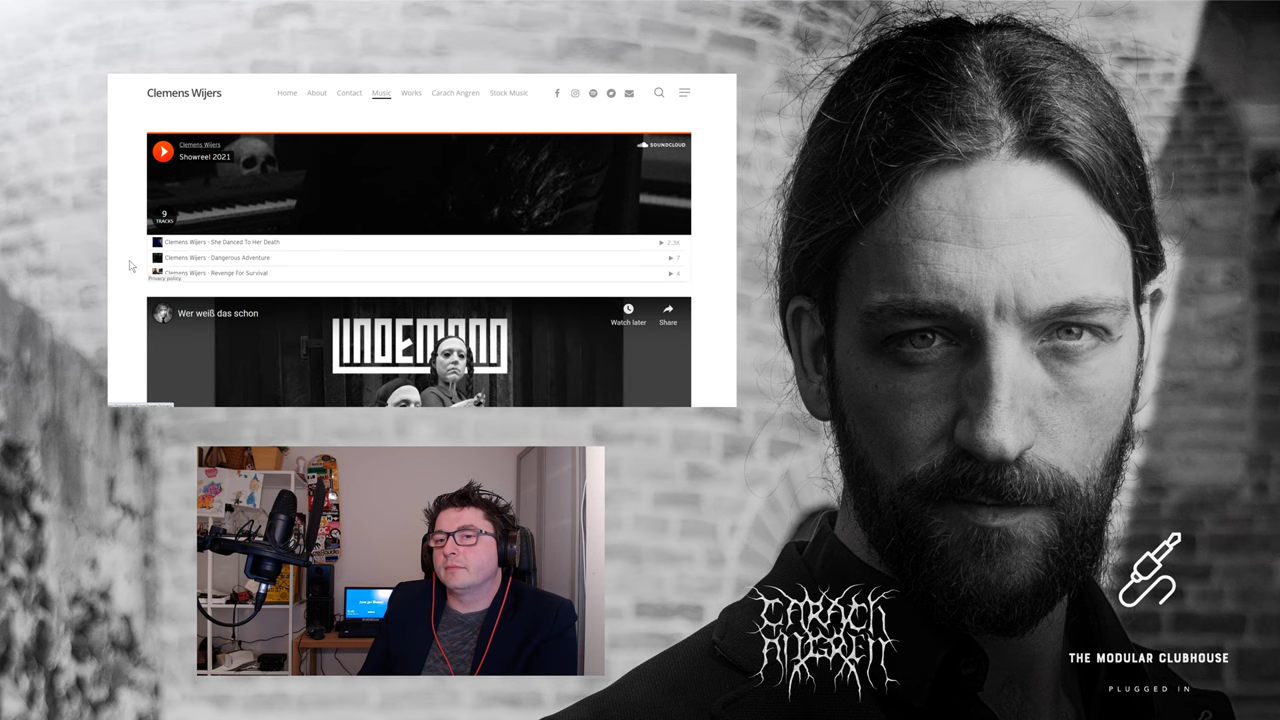 Clemens Wijers
Home About Contact Music Works Carach Angren Stock Music
Clemens Wijers
Showreel 2021
SOUNDCLOUD
9
TRACKS
Clemens Wijers - She Danced To Her Death 2.3K
Clemens Wijers - Dangerous Adventure 7
Clemens Wijers - Revenge For Survival 4
Privacy policy
Wer weiß das schon
Watch later Share
LINDEMANN
CARACH
ANGREN
THE MODULAR CLUBHOUSE
PLUGGED IN